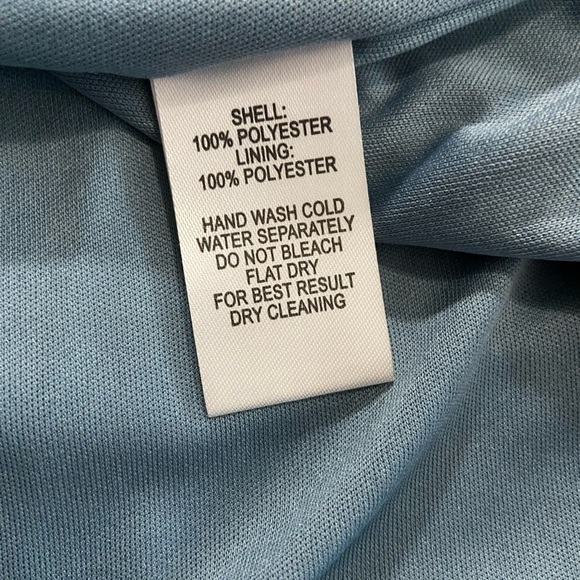 SHELL:
100% POLYESTER
LINING:
100% POLYESTER
HAND WASH COLD
WATER SEPARATELY
DO NOT BLEACH
FLAT DRY
FOR BEST RESULT
DRY CLEANING